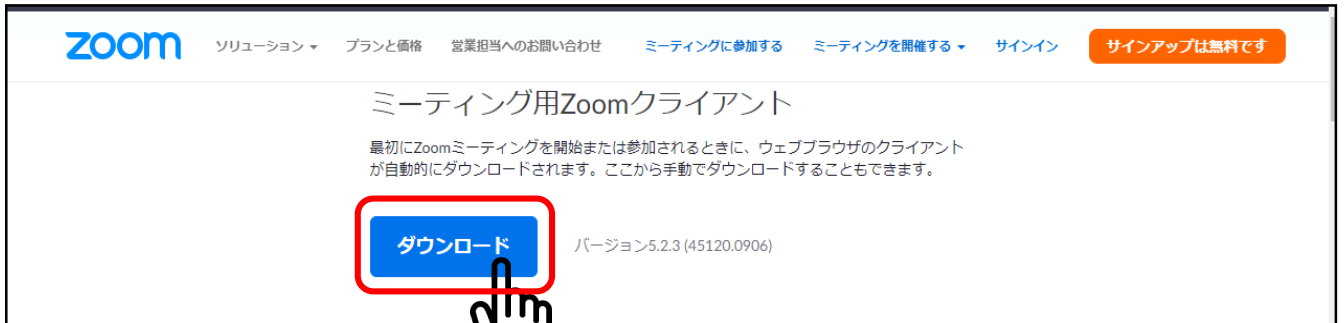 zoom ソリューション プランと価格 営業担当へのお問い合わせ ミーティングに参加する ミーティングを開催する サインイン サインアップは無料です
ミーティング用Zoomクライアント
最初にZoomミーティングを開始または参加されるときに、ウェブブラウザのクライアント
が自動的にダウンロードされます。ここから手動でダウンロードすることもできます。
ダウンロード バージョン5.2.3 (45120.0906)